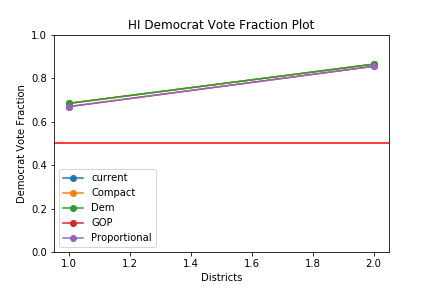 HI Democrat Vote Fraction Plot
1.0
0.8
0.6
0.4
0.2
0.0
Democrat Vote Fraction
current
Compact
Dem
GOP
Proportional
1.0 1.2 1.4 1.6 1.8 2.0
Districts